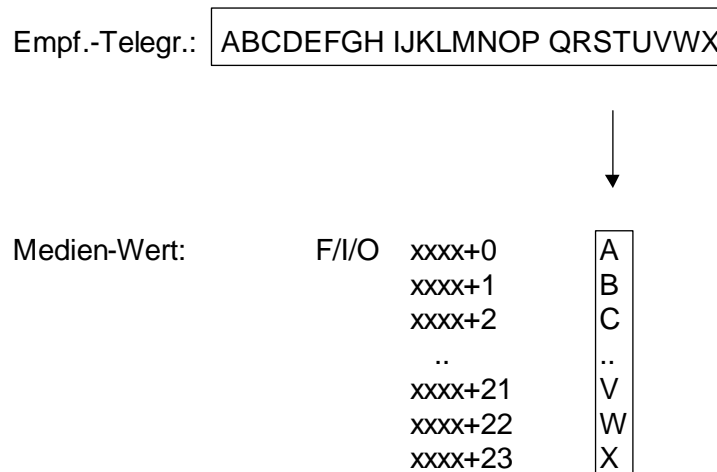 Empf.-Telegr.: ABCDEFGH IJKLMNOP QRSTUVWX
Medien-Wert: F/I/O xxxx+0 A
xxxx+1 B
xxxx+2 C
.. ..
xxxx+21 V
xxxx+22 W
xxxx+23 X